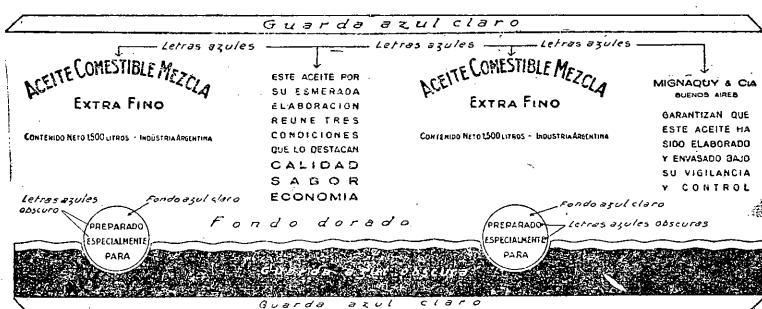 Guarda azul claro
Letras azules
Letras azules
Letras azules
ACEITE COMESTIBLE MEZCLA
EXTRA FINO
CONTENIDO NETO 1,500 LITROS - INDUSTRIA ARGENTINA
ESTE ACEITE POR
SU ESMERADA
ELABORACION
REUNE TRES
CONDICIONES
QUE LO DESTACAN
CALIDAD
SABOR
ECONOMIA
ACEITE COMESTIBLE MEZCLA
EXTRA FINO
CONTENIDO NETO 1,500 LITROS - INDUSTRIA ARGENTINA
MIGNAQUY & CIA
BUENOS AIRES
GARANTIZAN QUE
ESTE ACEITE HA
SIDO ELABORADO
Y ENVASADO BAJO
SU VIGILANCIA
Y CONTROL
Letras azules
obscuro
Fondo azul claro
PREPARADO
ESPECIALMENTE
PARA
Fondo dorado
Fondo azul claro
Letras azules obscuras
PREPARADO
ESPECIALMENTE
PARA
Guarda azul obscura
Guarda azul claro